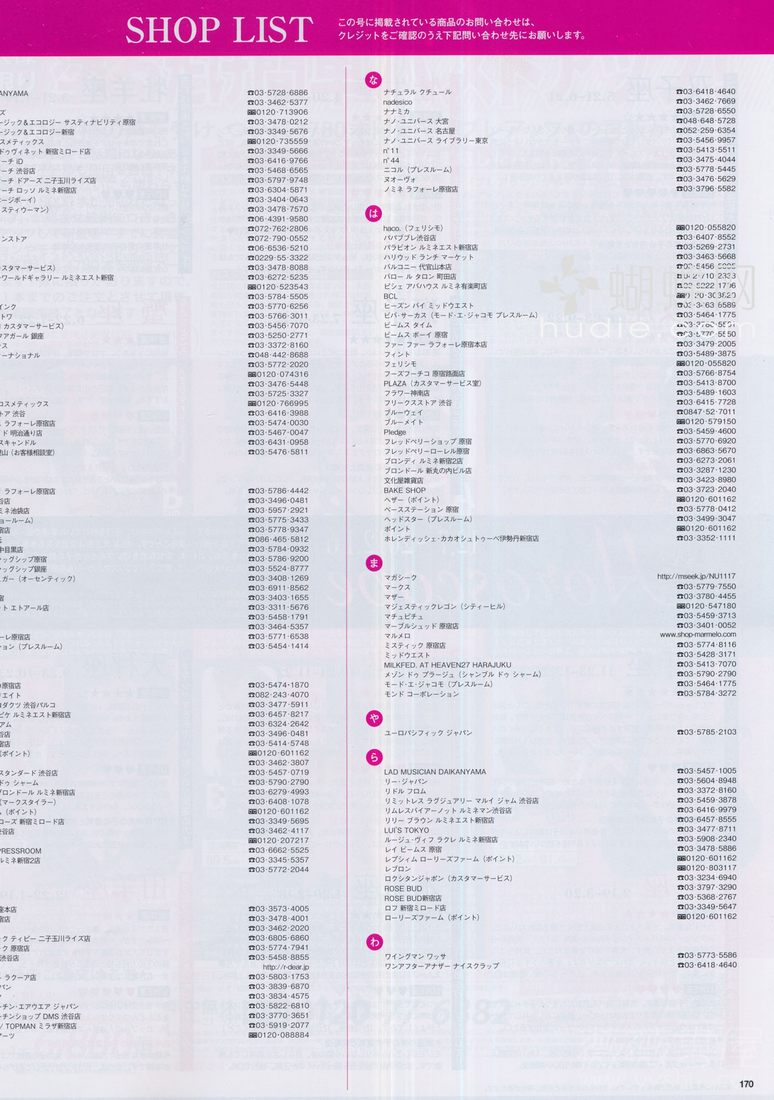 SHOP LIST
この号に掲載されている商品のお問い合わせは、
クレジットをご確認のうえ下記問い合わせ先にお願いします。
ANYAMA ☎03·5728·6886
☎03·3462·5377
ズ 0120·713906
ージック＆エコロジー サスティナビリティ原宿 ☎03·3478·0212
ージック＆エコロジー新宿 ☎03·3349·5676
スメティックス 0120·735559
ドゥヴィネット 新宿ミロード店 ☎03·3349·5666
ーチ iD ☎03·6416·9766
ーチ 渋谷店 ☎03·5468·6565
ーチ ドアーズ 二子玉川ライズ店 ☎03·5797·9748
ーチ ロッソ ルミネ新宿店 ☎03·6304·5871
ージーボーイ） ☎03·3404·0643
スティウーマン） ☎03·3478·7570
☎06·4391·9580
☎072·762·2806
ンストア ☎072·790·0552
☎06·6536·5210
☎0229·55·3322
スタマーサービス） ☎03·3478·8088
ワールドギャラリー ルミネエスト新宿 ☎03·6272·5235
0120·523543
☎03·5784·5505
インク ☎03·5770·6256
トワ ☎03·5766·3011
カスタマーサービス） ☎03·5456·7070
アガール 銀座 ☎03·5250·2771
ース ☎03·3372·8160
ーナショナル ☎048·442·8688
☎03·5772·2020
0120·074316
☎03·3476·5448
☎03·5725·3327
コスメティックス 0120·766995
トア 渋谷 ☎03·6416·3988
ラフォーレ原宿店 ☎03·5474·0030
ド 明治通り店 ☎03·5467·0047
スキャンドル ☎03·6431·0958
山（お客様相談室） ☎03·5476·5811
ラフォーレ原宿店 ☎03·5786·4442
谷店 ☎03·3496·0481
ミネ池袋店 ☎03·5957·2921
ョールーム） ☎03·5775·3433
宿店 ☎03·5778·9347
☎086·465·5812
中目黒店 ☎03·5784·0932
ッグシップ原宿 ☎03·5786·9200
ッグシップ銀座 ☎03·5524·8777
ガー（オーセンティック） ☎03·3408·1269
☎03·6911·8562
宿 ☎03·3403·1655
ト エトアール店 ☎03·3311·5676
☎03·5458·1791
☎03·3464·5357
ーレ原宿店 ☎03·5771·6538
ョン（プレスルーム） ☎03·5454·1414
原宿店 ☎03·5474·1870
エイト ☎082·243·4070
ロダクツ 渋谷パルコ ☎03·3477·5911
ピケ ルミネエスト新宿店 ☎03·6457·8217
アム ☎03·6324·2642
谷店 ☎03·3496·0481
宿店 ☎03·5414·5748
（ポイント） 0120·601162
☎03·3462·3807
スタンダード 渋谷店 ☎03·5457·0719
ドゥ シャーム ☎03·5790·2790
ブロンドール ルミネ新宿店 ☎03·6279·4993
（マークスタイラー） ☎03·6408·1078
ム（ポイント） 0120·601162
ローズ 新宿ミロード店 ☎03·3349·5695
渋谷店 ☎03·3462·4117
0120·207217
PRESSROOM ☎03·6662·5525
ルミネ新宿2店 ☎03·3345·5357
☎03·5772·2044
座本店 ☎03·3573·4005
宿店 ☎03·3478·4001
☎03·3462·2020
ク ティビー 二子玉川ライズ店 ☎03·6805·6860
ク 原宿店 ☎03·5774·7941
渋谷店 ☎03·5458·8855
http://r-dear.jp
ト ラクーア店 ☎03·5803·1753
パン ☎03·3839·6870
☎03·3834·4575
チン・エアウエア ジャパン ☎03·5822·6810
ーチンショップ DMS 渋谷店 ☎03·3770·3651
／ TOPMAN ミラザ新宿店 ☎03·5919·2077
アーツ 0120·088884
な
ナチュラル クチュール ☎03·6418·4640
nadesico ☎03·3462·7669
ナナミカ ☎03·5728·6550
ナノ・ユニバース 大宮 ☎048·648·5728
ナノ・ユニバース 名古屋 ☎052·259·6354
ナノ・ユニバース ライブラリー東京 ☎03·5456·9957
n°11 ☎03·5413·5511
n°44 ☎03·3475·4044
ニコル（プレスルーム） ☎03·5778·5445
ヌオーヴォ ☎03·3476·5629
ノミネ ラフォーレ原宿店 ☎03·3796·5582
は
haco.（フェリシモ） 0120·055820
パパブブレ渋谷店 ☎03·6407·8552
パラビオン ルミネエスト新宿店 ☎03·5269·2731
ハリウッド ランチ マーケット ☎03·3463·5668
バルコニー 代官山本店
バロー ル タロン 町田店
ビシェ アバハウス ルミネ有楽町店
BCL
ヒーズン バイ ミッドウエスト
ビバ・サーカス（モード・エ・ジャコモ プレスルーム） ☎03·5464·1775
ビームス タイム
ビームス ボーイ 原宿
ファー ファー ラフォーレ原宿本店 ☎03·3479·2005
フィント ☎03·5489·3875
フェリシモ 0120·055820
フーズフーチコ 原宿路面店 ☎03·5766·8754
PLAZA（カスタマーサービス室） ☎03·5413·8700
フラワー神南店 ☎03·5489·1603
フリークスストア 渋谷 ☎03·6415·7728
ブルーウェイ ☎0847·52·7011
ブルーメイト 0120·579150
Pledge ☎03·5459·4600
フレッドペリーショップ 原宿 ☎03·5770·6920
フレッドペリーローレル原宿 ☎03·6863·5670
ブロンディ ルミネ新宿2店 ☎03·6273·2061
ブロンドール 新丸の内ビル店 ☎03·3287·1230
文化屋雑貨店 ☎03·3423·8980
BAKE SHOP ☎03·3723·2040
ヘザー（ポイント） 0120·601162
ベースステーション 原宿 ☎03·5778·0412
ヘッドスター（プレスルーム） ☎03·3499·3047
ポイント 0120·601162
ホレンディッシェ・カカオシュトゥーベ伊勢丹新宿店 ☎03·3352·1111
ま
マガシーク http://mseek.jp/NU1117
マークス ☎03·5779·7550
マザー ☎03·3780·4455
マジェスティックレゴン（シティーヒル） 0120·547180
マチュピチュ ☎03·5459·3713
マーブルシュッド 原宿店 ☎03·3401·0052
マルメロ www.shop-marmelo.com
ミスティック 原宿店 ☎03·5774·8116
ミッドウエスト ☎03·5428·3171
MILKFED. AT HEAVEN27 HARAJUKU ☎03·5413·7070
メゾン ドゥ ブラージュ（シャンブル ドゥ シャーム） ☎03·5790·2790
モード・エ・ジャコモ（プレスルーム） ☎03·5464·1775
モンド コーポレーション ☎03·5784·3272
や
ユーロパシフィック ジャパン ☎03·5785·2103
ら
LAD MUSICIAN DAIKANYAMA ☎03·5457·1005
リー・ジャパン ☎03·5604·8948
リドル フロム ☎03·3372·8160
リミットレス ラグジュアリー マルイ ジャム 渋谷店 ☎03·5459·3878
リムレスバイアーノット ルミネマン渋谷店 ☎03·6416·9979
リリー ブラウン ルミネエスト新宿店 ☎03·6457·8555
LUI'S TOKYO ☎03·3477·8711
ルージュ・ヴィフ ラクレ ルミネ新宿店 ☎03·5908·2340
レイ ビームス 原宿 ☎03·3478·5886
レプシィム ローリーズファーム（ポイント） 0120·601162
レブロン 0120·803117
ロクシタンジャポン（カスタマーサービス） ☎03·3234·6940
ROSE BUD ☎03·3797·3290
ROSE BUD新宿店 ☎03·5368·2767
ロフ 新宿ミロード店 ☎03·3349·5647
ローリーズファーム（ポイント） 0120·601162
わ
ワイングマン ワッサ ☎03·5773·5586
ワンアフターアナザー ナイスクラップ ☎03·6418·4640
蝴蝶网
hudie.com
170